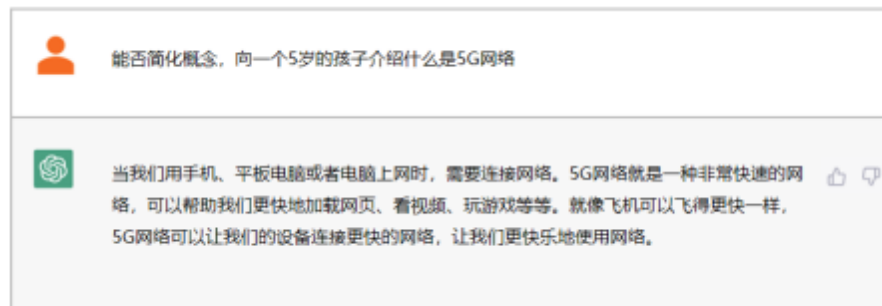 能否简化概念，向一个5岁的孩子介绍什么是5G网络
当我们用手机、平板电脑或者电脑上网时，需要连接网络。5G网络就是一种非常快速的网
络，可以帮助我们更快地加载网页、看视频、玩游戏等等。就像飞机可以飞得更快一样，
5G网络可以让我们的设备连接更快的网络，让我们更快乐地使用网络。